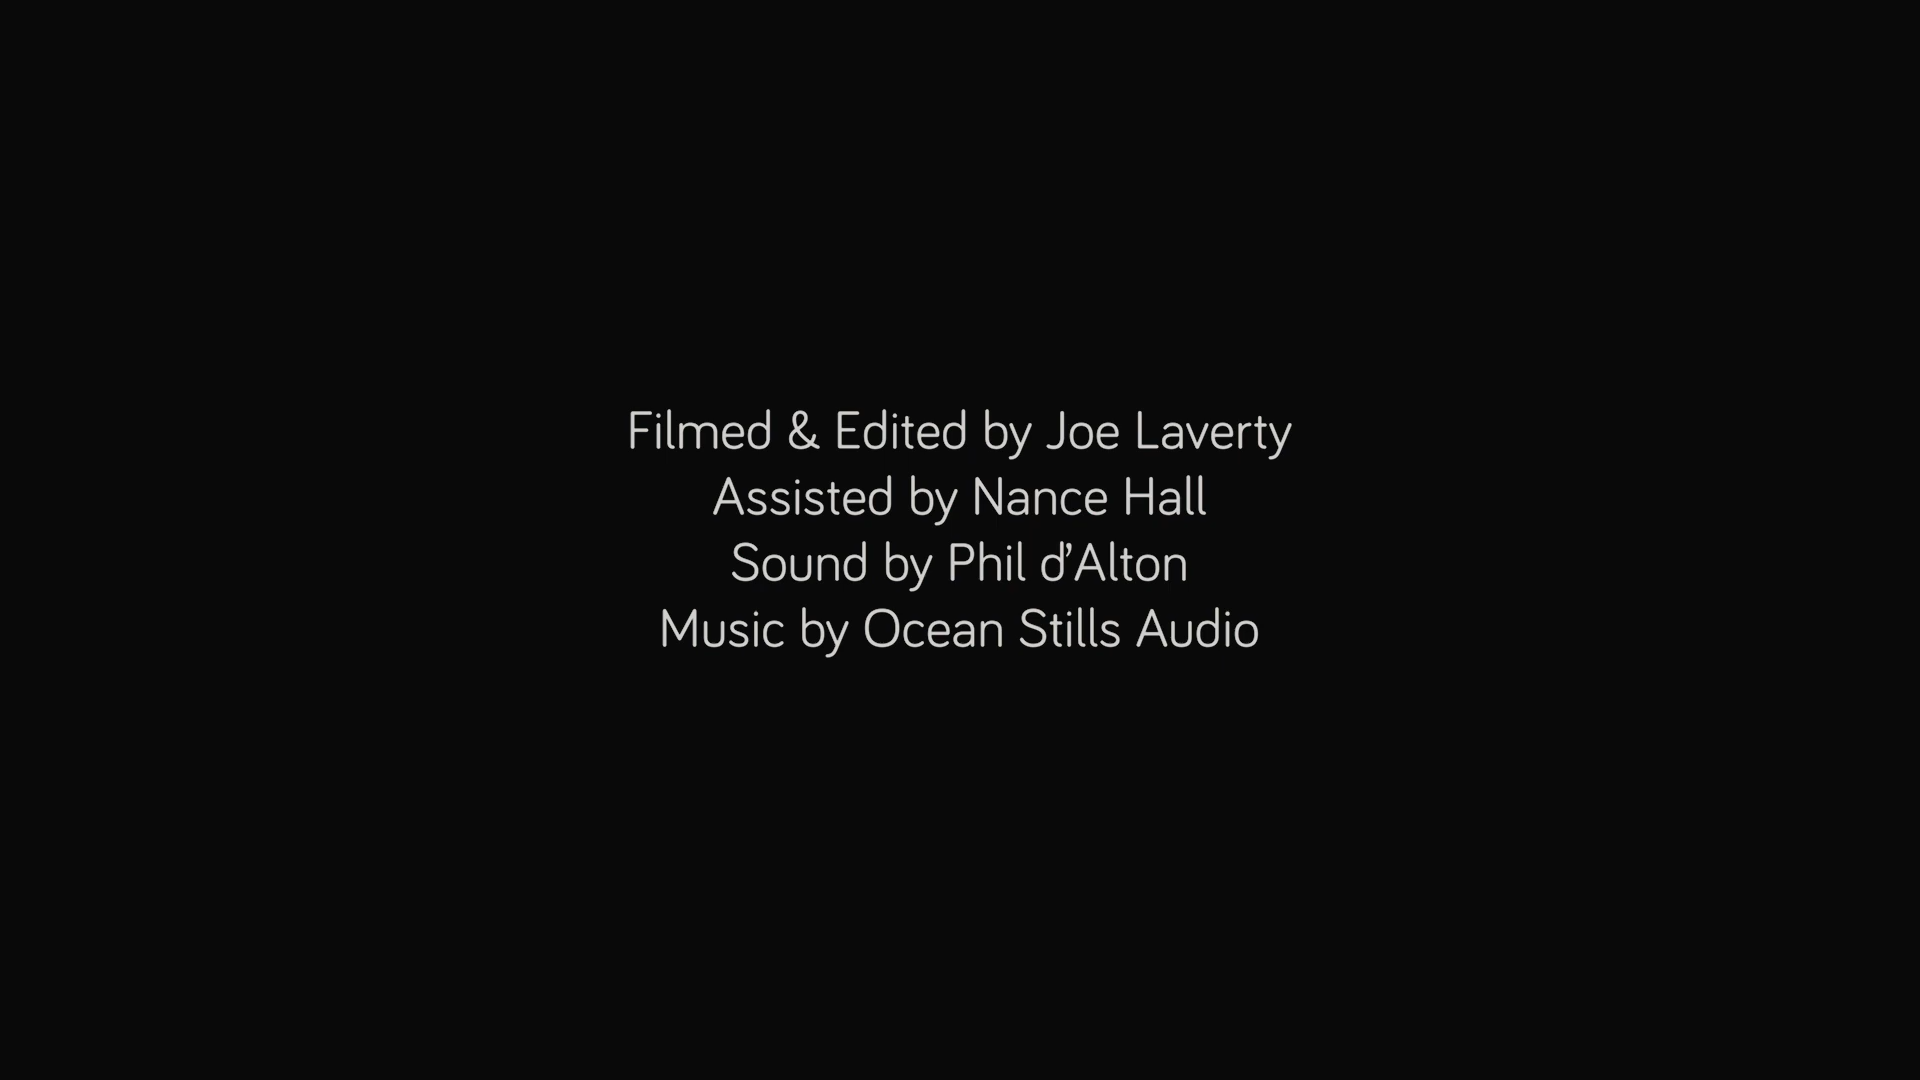 Filmed & Edited by Joe Laverty
Assisted by Nance Hall
Sound by Phil d’Alton
Music by Ocean Stills Audio